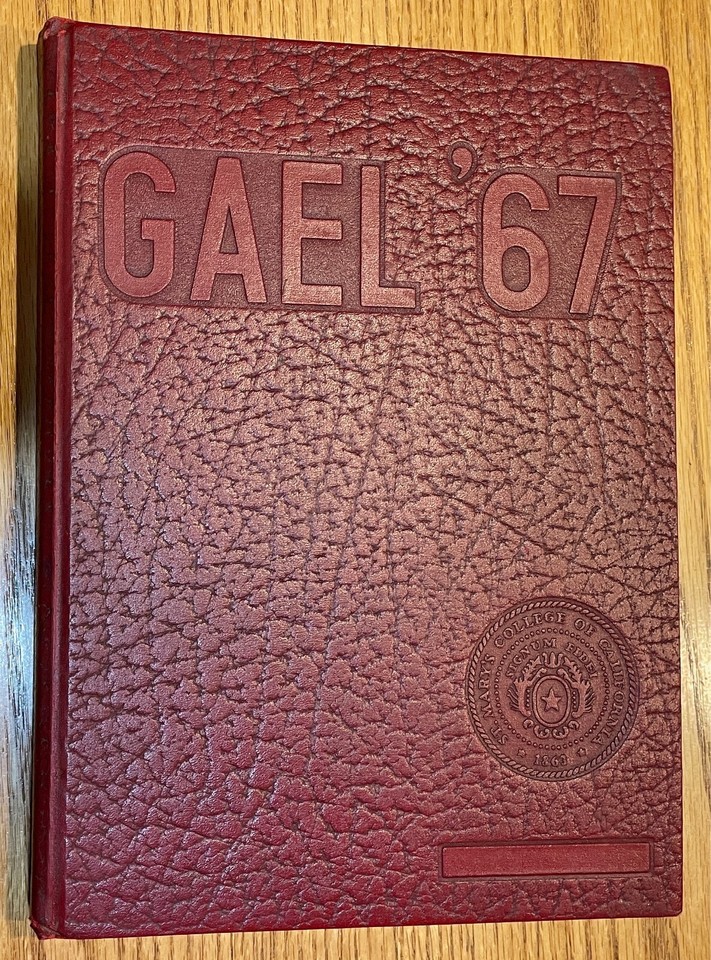 GAEL '67
ST. MARY'S COLLEGE OF CALIFORNIA
SIGNUM FIDEI
1863